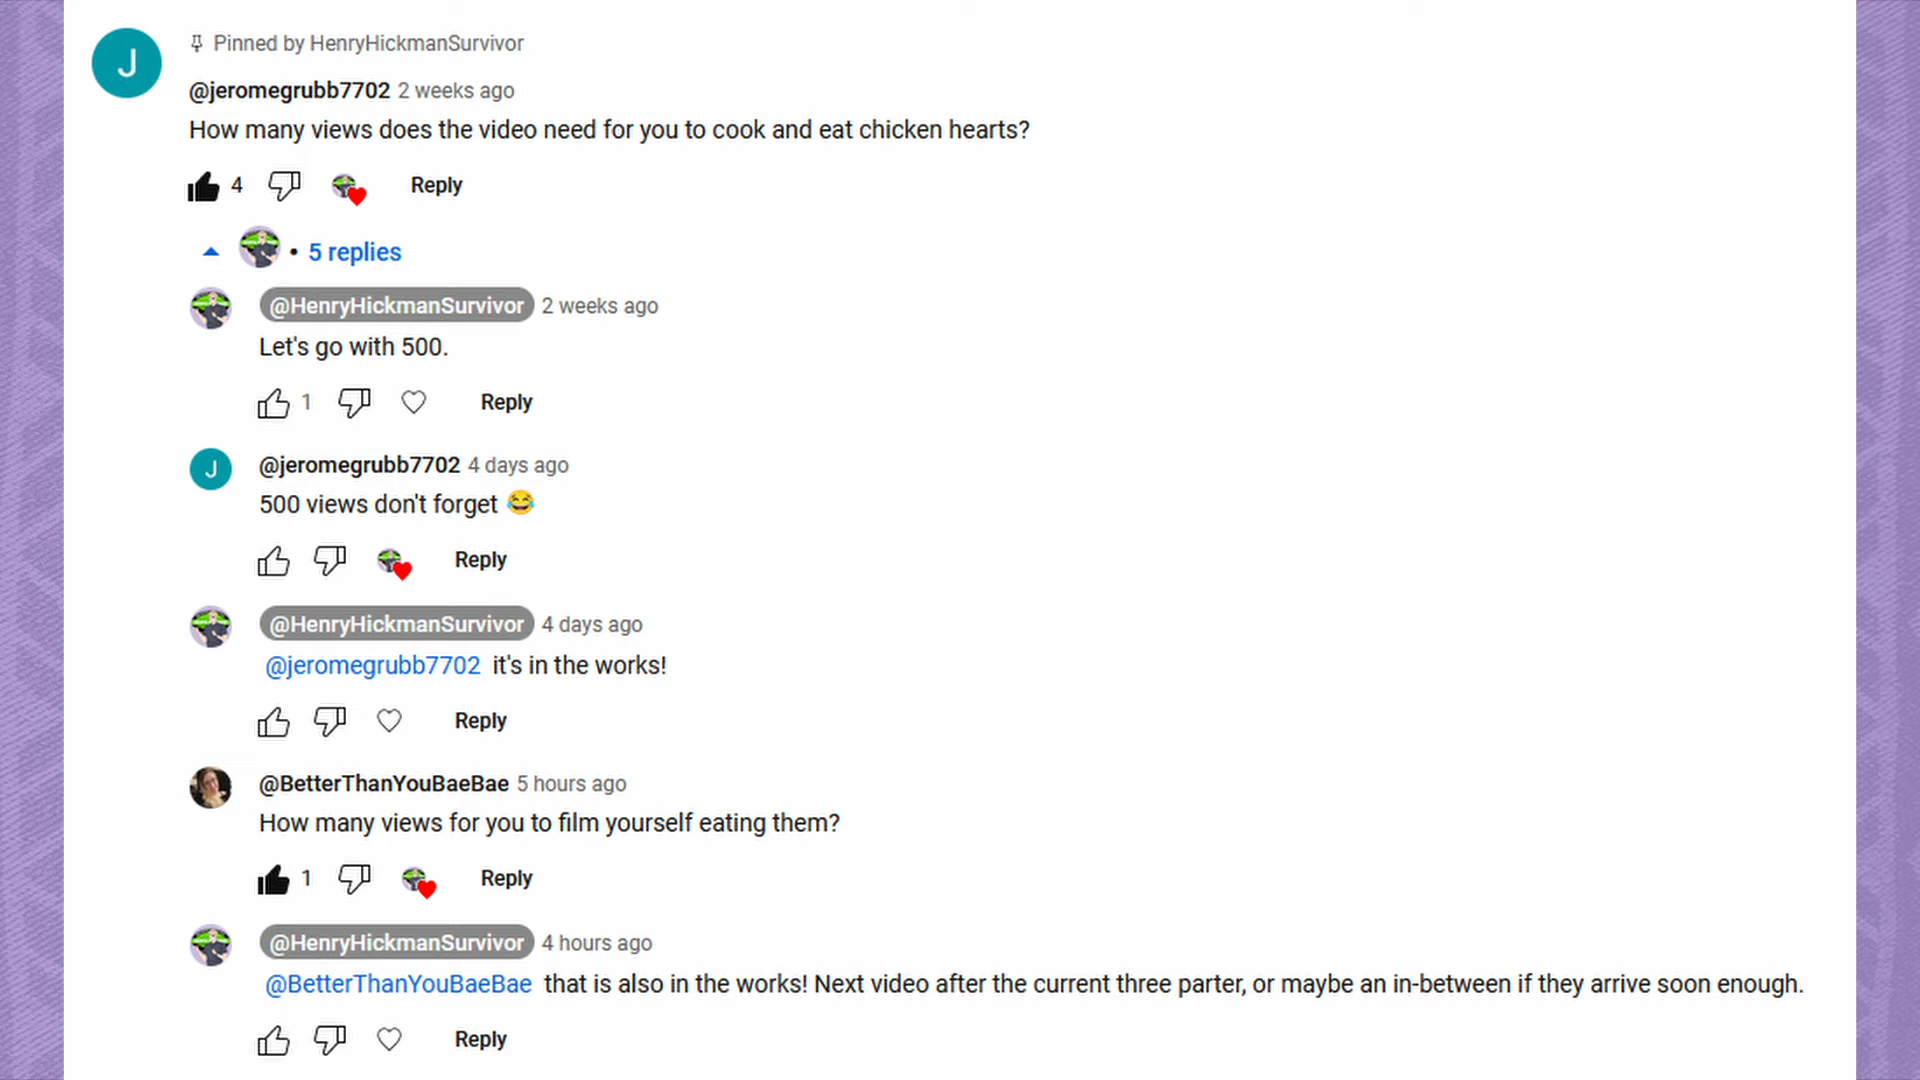 J
Pinned by HenryHickmanSurvivor
@jeromegrubb7702 2 weeks ago
How many views does the video need for you to cook and eat chicken hearts?
4 Reply
• 5 replies
@HenryHickmanSurvivor 2 weeks ago
Let's go with 500.
1 Reply
J
@jeromegrubb7702 4 days ago
500 views don't forget 😂
Reply
@HenryHickmanSurvivor 4 days ago
@jeromegrubb7702 it's in the works!
Reply
@BetterThanYouBaeBae 5 hours ago
How many views for you to film yourself eating them?
1 Reply
@HenryHickmanSurvivor 4 hours ago
@BetterThanYouBaeBae that is also in the works! Next video after the current three parter, or maybe an in-between if they arrive soon enough.
Reply